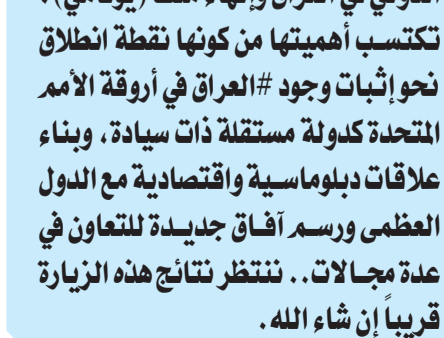 تكتسب أهميتها من كونها نقطة انطلاق
نحو إثبات وجود #العراق في أروقة الأمم
المتحدة كدولة مستقلة ذات سيادة، وبناء
علاقات دبلوماسية واقتصادية مع الدول
العظمى ورسم آفاق جديدة للتعاون في
عدة مجالات.. ننتظر نتائج هذه الزيارة
قريباً إن شاء الله.